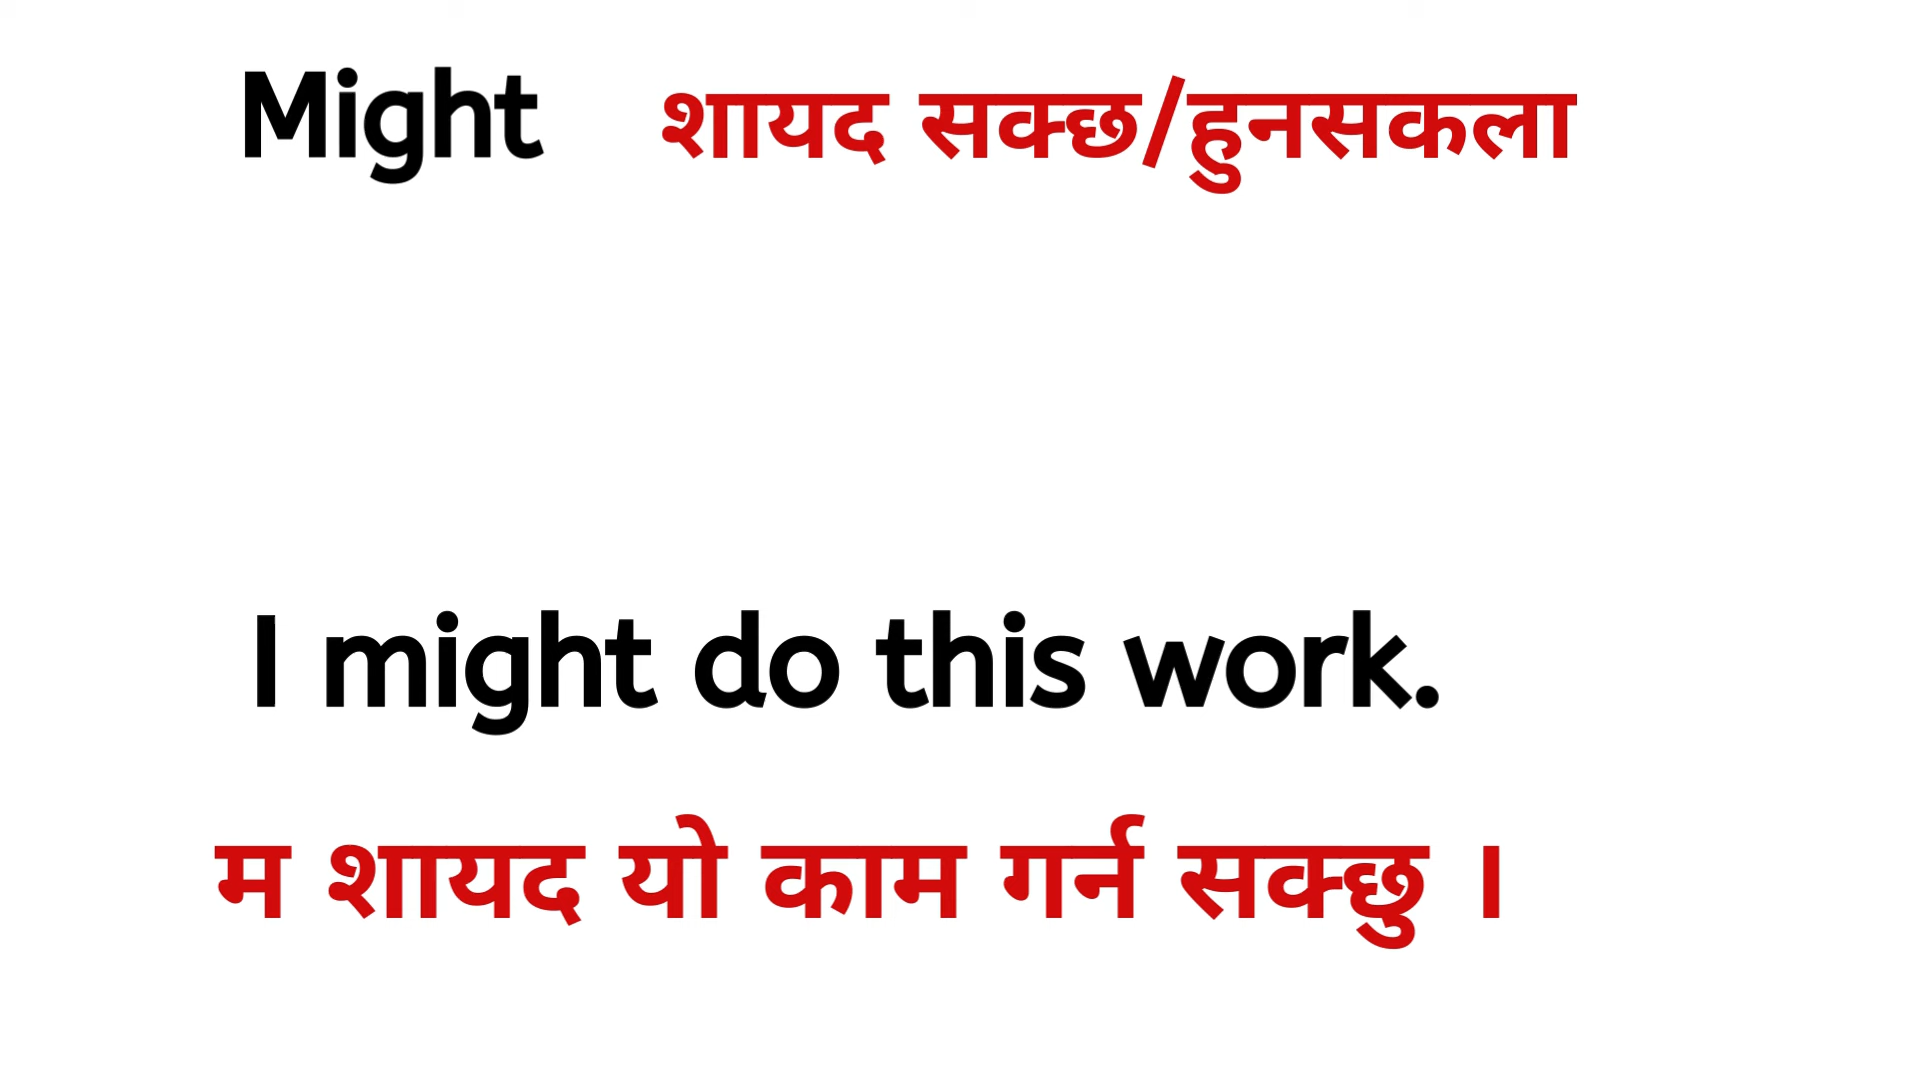 Might शायद सक्छ/हुनसकला
I might do this work.
म शायद यो काम गर्न सक्छु ।